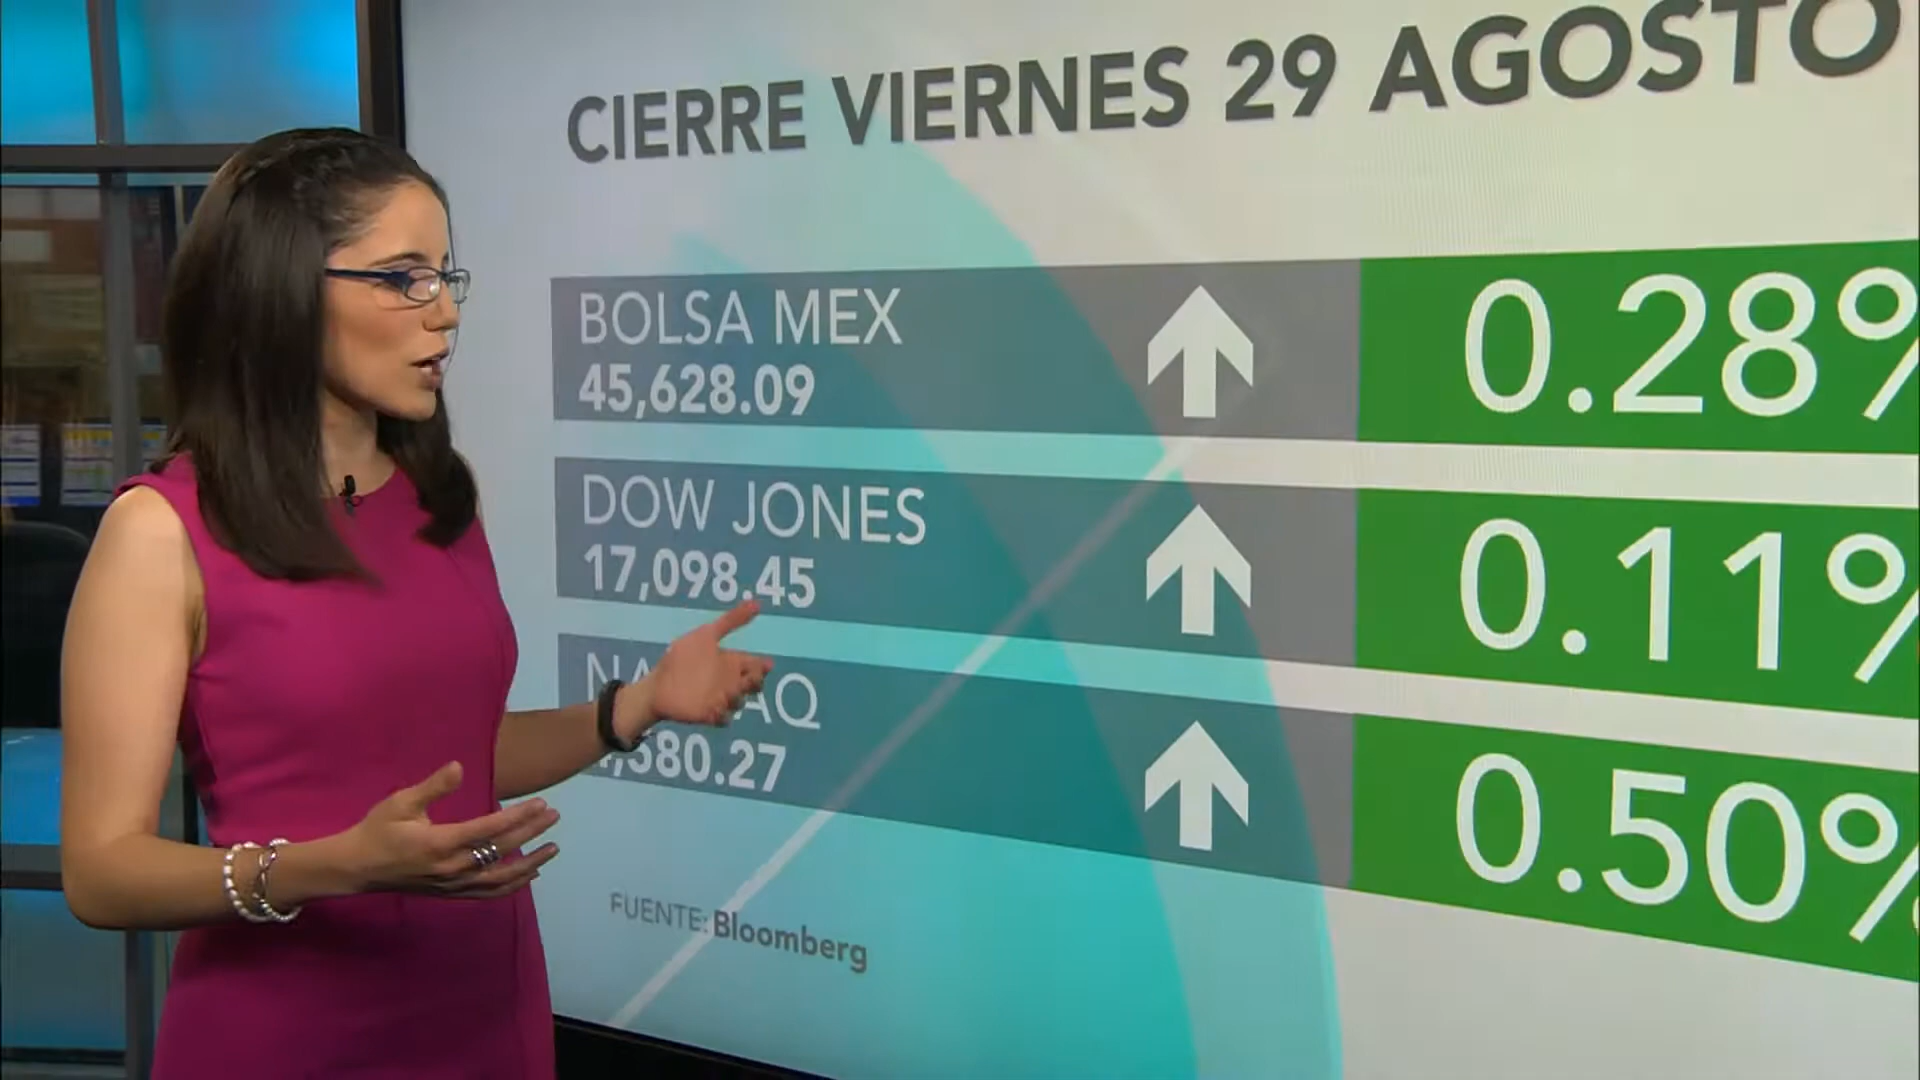 CIERRE VIERNES 29 AGOSTO
BOLSA MEX
45,628.09
0.28%
DOW JONES
17,098.45
0.11%
0.50%
FUENTE: Bloomberg